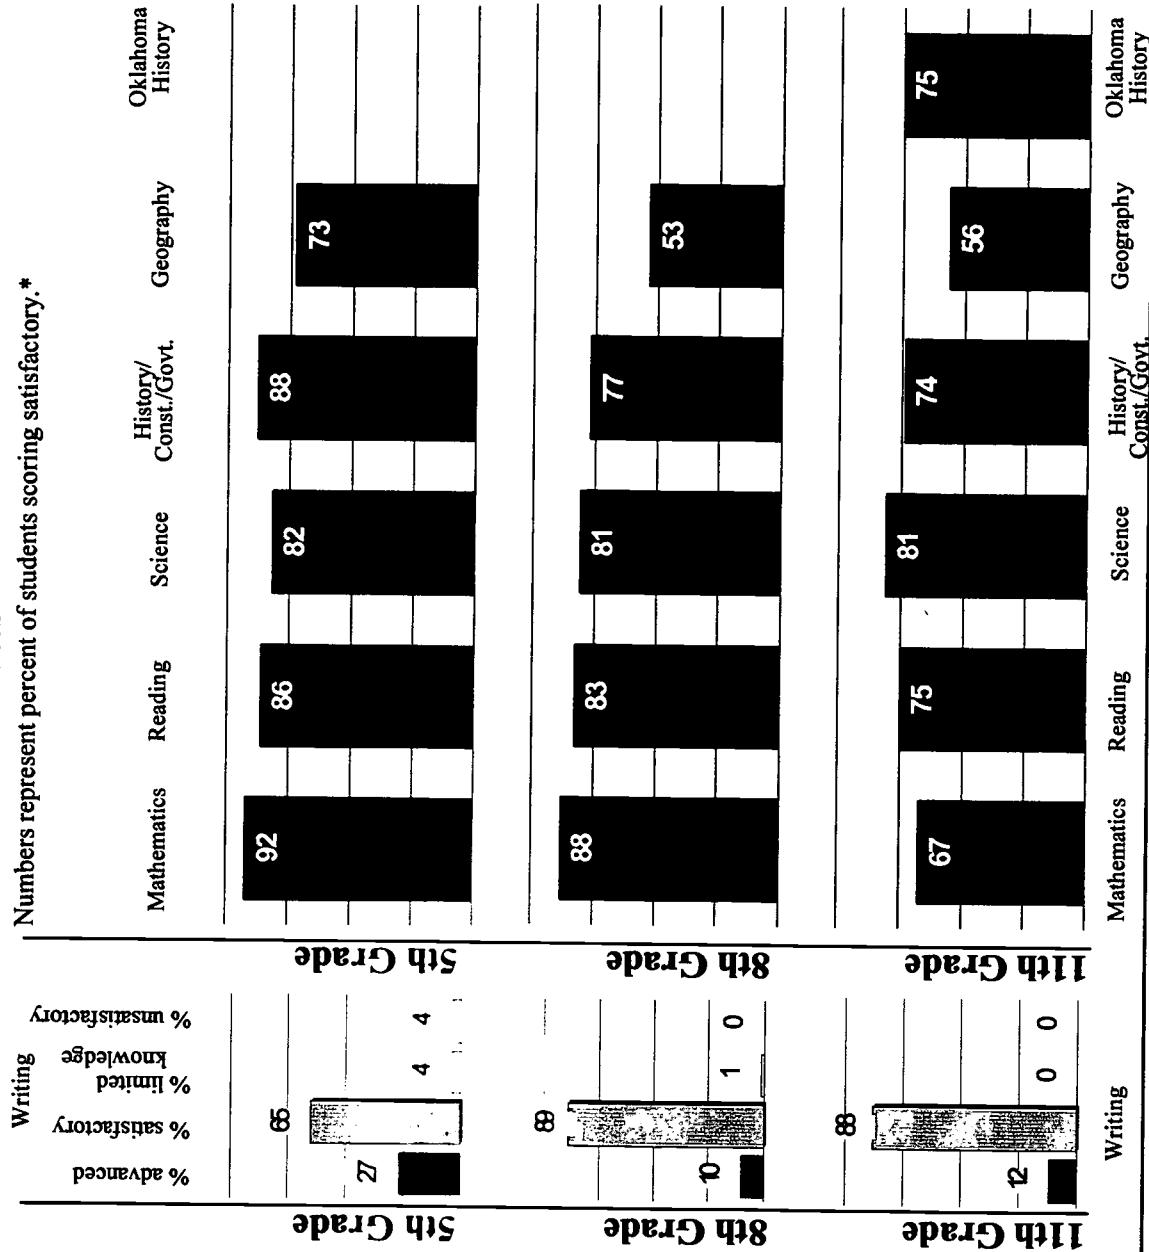 Numbers represent percent of students scoring satisfactory.*
Writing
% advanced
% satisfactory
% limited
knowledge
% unsatisfactory
Mathematics
Reading
Science
History/
Const./Govt.
Geography
Oklahoma
History
5th Grade
27
65
4
4
5th Grade
92
86
82
88
73
8th Grade
10
89
1
0
8th Grade
88
83
81
77
53
11th Grade
12
88
0
0
11th Grade
67
75
81
74
56
75
Writing
Mathematics
Reading
Science
History/
Const./Govt.
Geography
Oklahoma
History